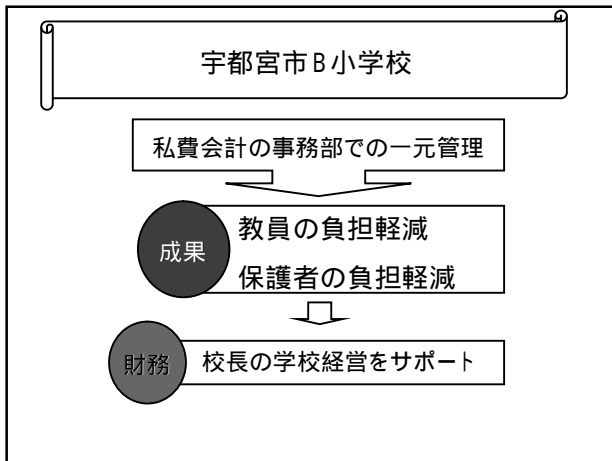 宇都宮市B小学校
私費会計の事務部での一元管理
成果
教員の負担軽減
保護者の負担軽減
財務
校長の学校経営をサポート